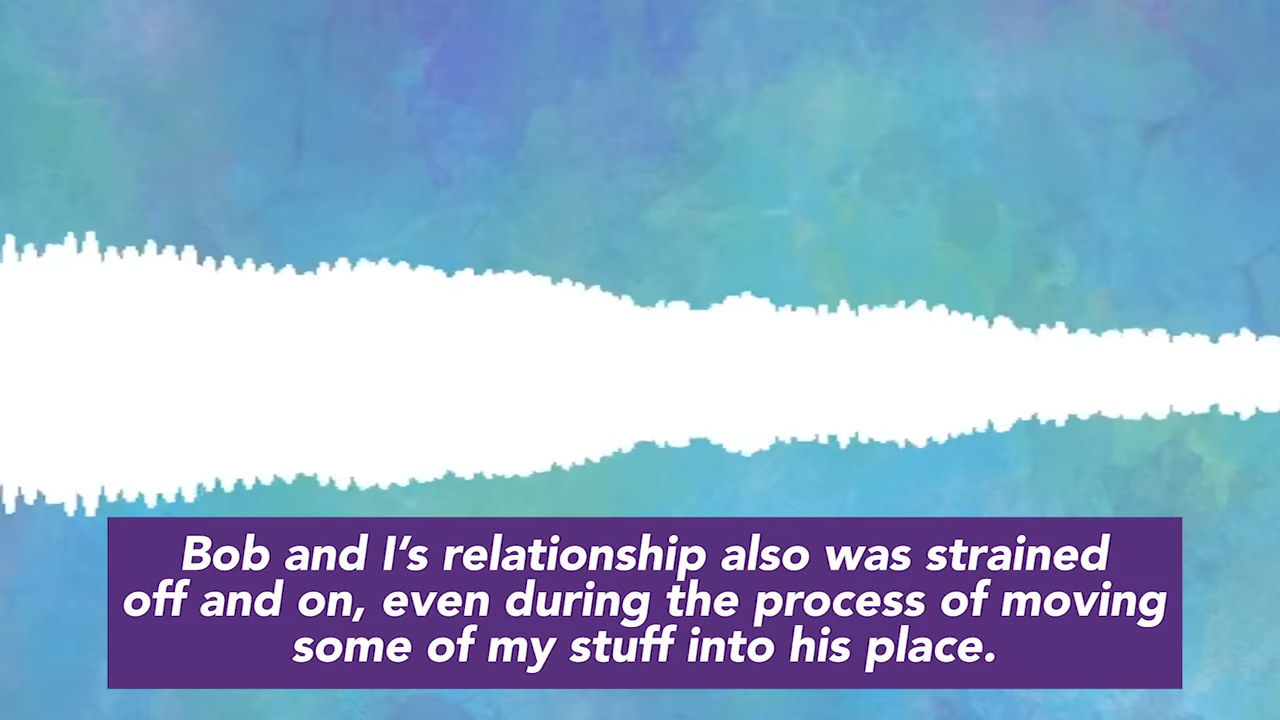 Bob and I’s relationship also was strained
off and on, even during the process of moving
some of my stuff into his place.